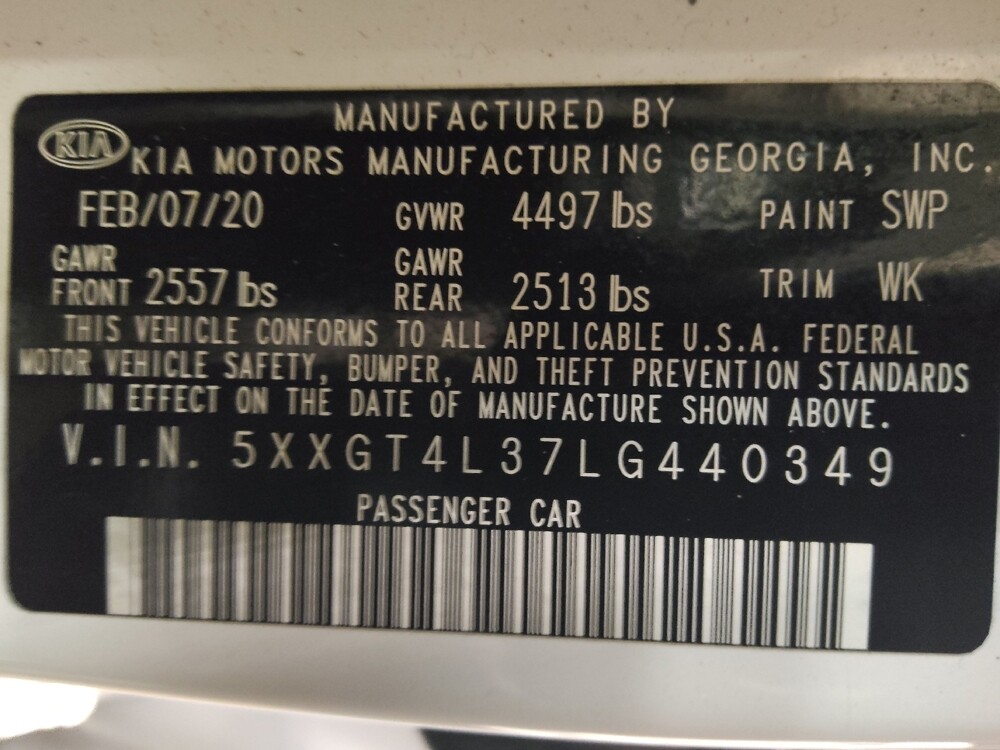 MANUFACTURED BY
KIA KIA MOTORS MANUFACTURING GEORGIA, INC.
FEB/07/20 GVWR 4497 lbs PAINT SWP
GAWR FRONT 2557 lbs GAWR REAR 2513 lbs TRIM WK
THIS VEHICLE CONFORMS TO ALL APPLICABLE U.S.A. FEDERAL
MOTOR VEHICLE SAFETY, BUMPER, AND THEFT PREVENTION STANDARDS
IN EFFECT ON THE DATE OF MANUFACTURE SHOWN ABOVE.
V.I.N. 5XXGT4L37LG440349
PASSENGER CAR